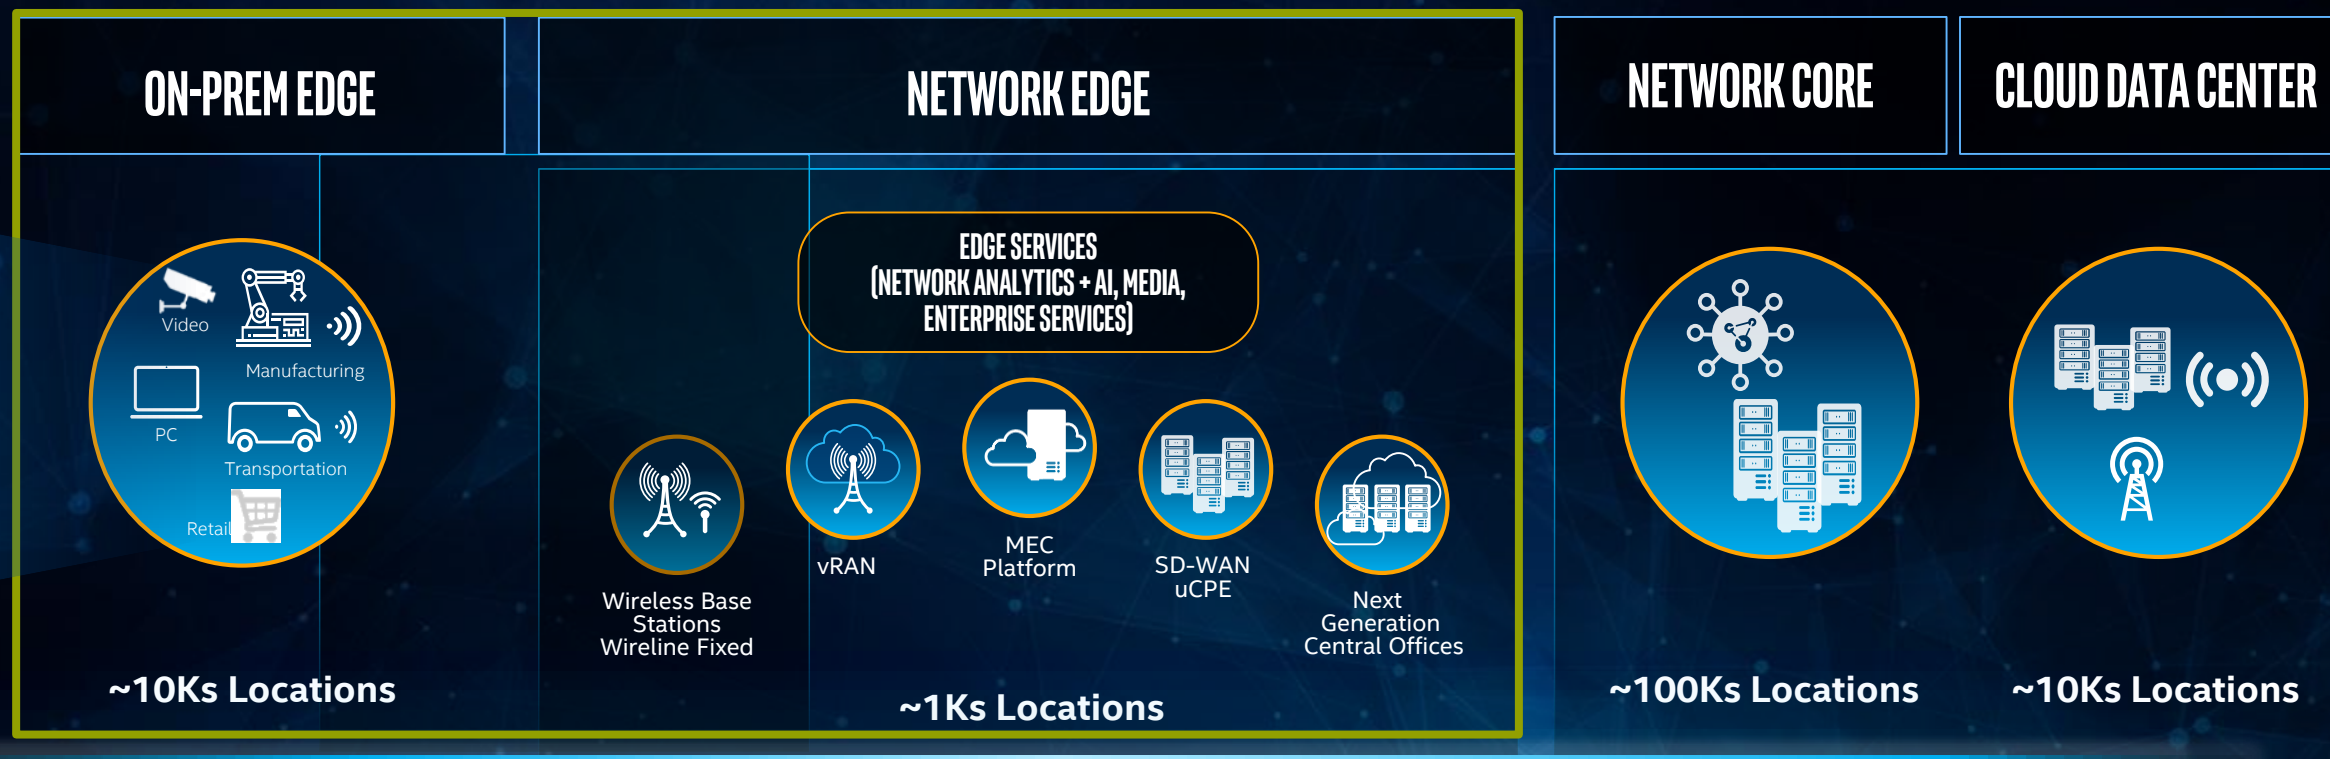 ON-PREM EDGE
NETWORK EDGE
NETWORK CORE
CLOUD DATA CENTER
Video
Manufacturing
PC
Transportation
Retail
EDGE SERVICES
(NETWORK ANALYTICS + AI, MEDIA,
ENTERPRISE SERVICES)
Wireless Base
Stations
Wireline Fixed
vRAN
MEC
Platform
SD-WAN
uCPE
Next
Generation
Central Offices
~10Ks Locations
~1Ks Locations
~100Ks Locations
~10Ks Locations